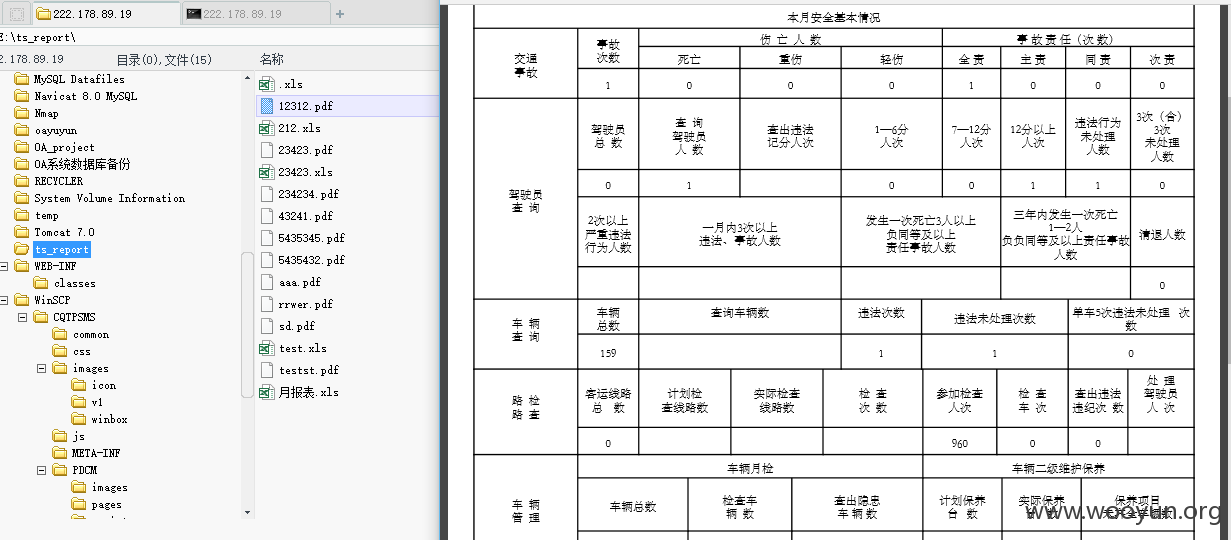 222.178.89.19
222.178.89.19
E:\ts_report\
2.178.89.19
目录(0),文件(15)
名称
MySQL Datafiles
Navicat 8.0 MySQL
Nmap
oayuyun
OA_project
OA系统数据库备份
RECYCLER
System Volume Information
temp
Tomcat 7.0
ts_report
WEB-INF
classes
WinSCP
CQTPSMS
common
css
images
icon
v1
winbox
js
META-INF
PDCM
images
pages
.xls
12312.pdf
212.xls
23423.pdf
23423.xls
234234.pdf
43241.pdf
5435345.pdf
5435432.pdf
aaa.pdf
rrwer.pdf
sd.pdf
test.xls
testst.pdf
月报表.xls
本月安全基本情况
交通
事故
事故
次数
伤 亡 人 数
事 故 责 任 (次 数)
死亡
重伤
轻伤
全 责
主 责
同 责
次 责
1 0 0 0 1 0 0 0
驾驶员
查 询
驾驶员
总 数
查 询
驾驶员
人 数
查出违法
记分人次
1—6分
人次
7—12分
人次
12分以上
人次
违法行为
未处理
人数
3次（含）
3次
未处理
人数
0 1 0 0 1 1 0
2次以上
严重违法
行为人数
一月内3次以上
违法、事故人数
发生一次死亡3人以上
负同等及以上
责任事故人数
三年内发生一次死亡
1—2人
负负同等及以上责任事故
人数
清退人数
0
车 辆
查 询
车辆
总数
查询车辆数
违法次数
违法未处理次数
单车5次违法未处理 次
数
159 1 1 0
路 检
路 查
客运线路
总 数
计划检
查线路数
实际检查
线路数
检 查
次 数
参加检查
人次
检 查
车 次
查出违法
违纪次 数
处 理
驾驶员
人 次
0 960 0 0
车 辆
管 理
车辆月检
车辆二级维护保养
车辆总数
检查车
辆 数
查出隐患
车 辆 数
计划保养
台 数
实际保养
保养项目
www.wooyun.org